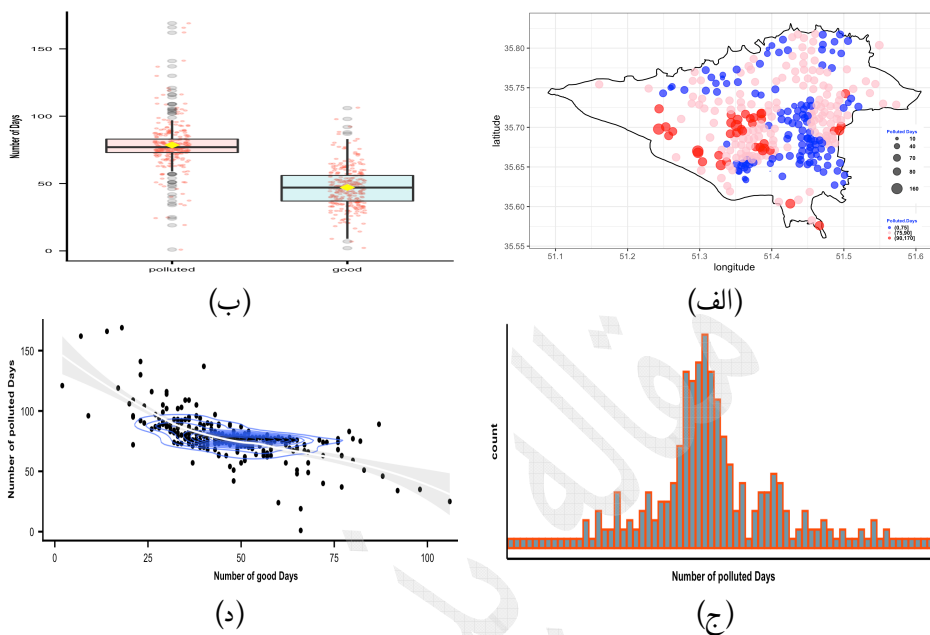 Number of Days
150
100
50
0
polluted
good
(ب)
latitude
35.80
35.75
35.70
35.65
35.60
35.55
51.1
51.2
51.3
51.4
51.5
51.6
longitude
Polluted Days
10
40
70
80
160
Polluted.Days
(0,75]
(75,90]
(90,170]
(الف)
Number of polluted Days
150
100
50
0
0
25
50
75
100
Number of good Days
(د)
count
Number of polluted Days
(ج)